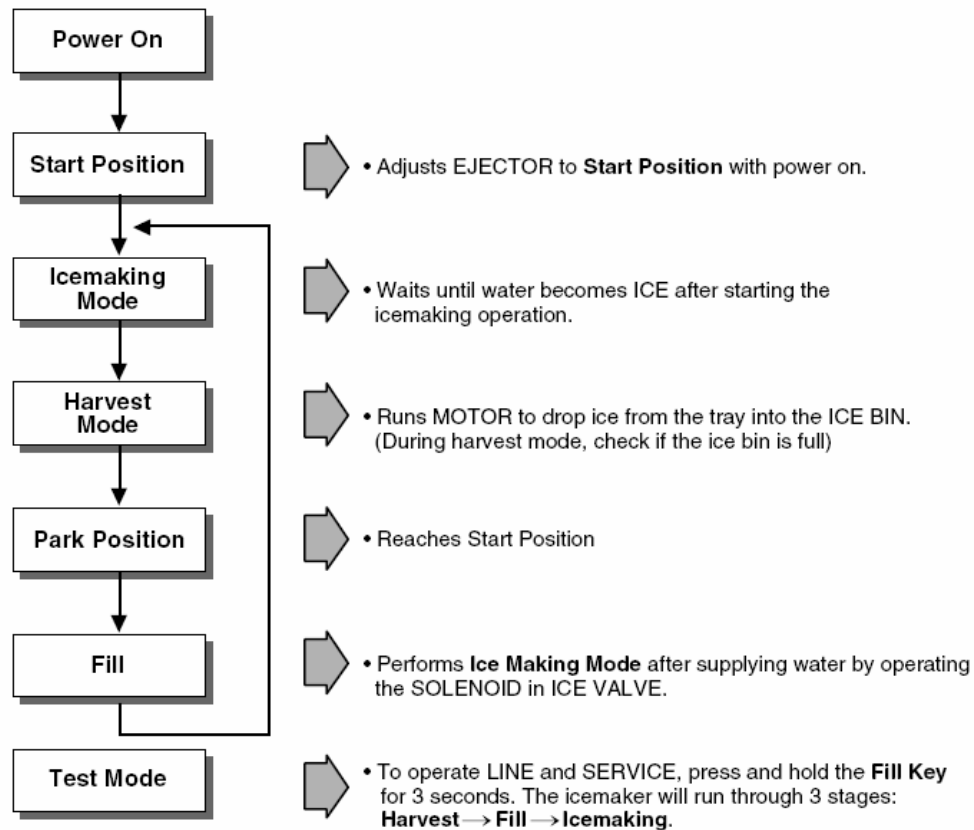 Power On
Start Position
• Adjusts EJECTOR to Start Position with power on.
Icemaking
Mode
• Waits until water becomes ICE after starting the
icemaking operation.
Harvest
Mode
• Runs MOTOR to drop ice from the tray into the ICE BIN.
(During harvest mode, check if the ice bin is full)
Park Position
• Reaches Start Position
Fill
• Performs Ice Making Mode after supplying water by operating
the SOLENOID in ICE VALVE.
Test Mode
• To operate LINE and SERVICE, press and hold the Fill Key
for 3 seconds. The icemaker will run through 3 stages:
Harvest→Fill→Icemaking.